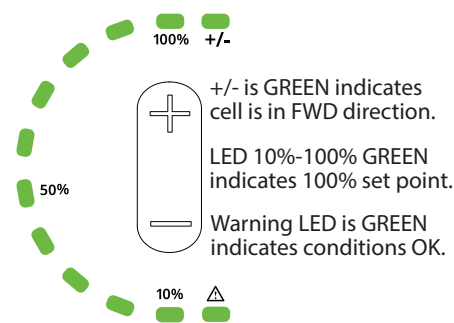 100% +/-
+/- is GREEN indicates
cell is in FWD direction.
LED 10%-100% GREEN
indicates 100% set point.
50%
Warning LED is GREEN
indicates conditions OK.
10%